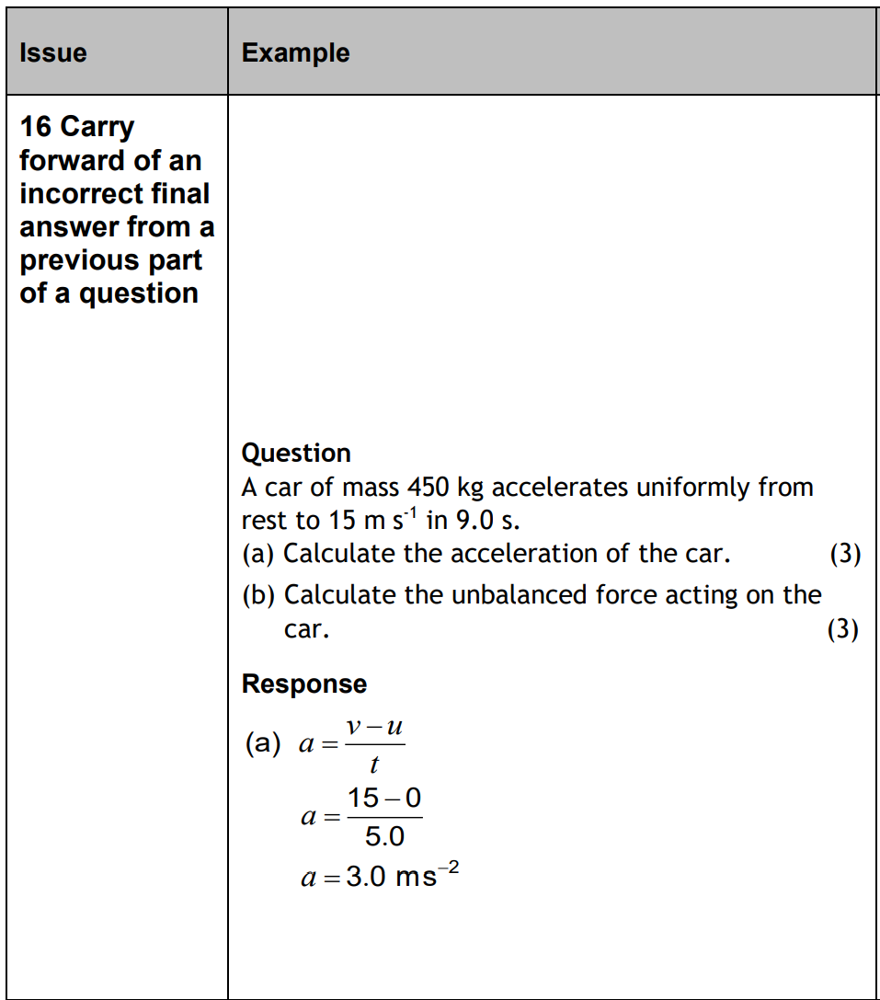 Issue
Example
16 Carry
forward of an
incorrect final
answer from a
previous part
of a question
Question
A car of mass 450 kg accelerates uniformly from
rest to 15 m s⁻¹ in 9.0 s.
(a) Calculate the acceleration of the car. (3)
(b) Calculate the unbalanced force acting on the
car. (3)
Response
(a) a = (v – u)/t
a = (15 – 0)/5.0
a = 3.0 ms⁻²